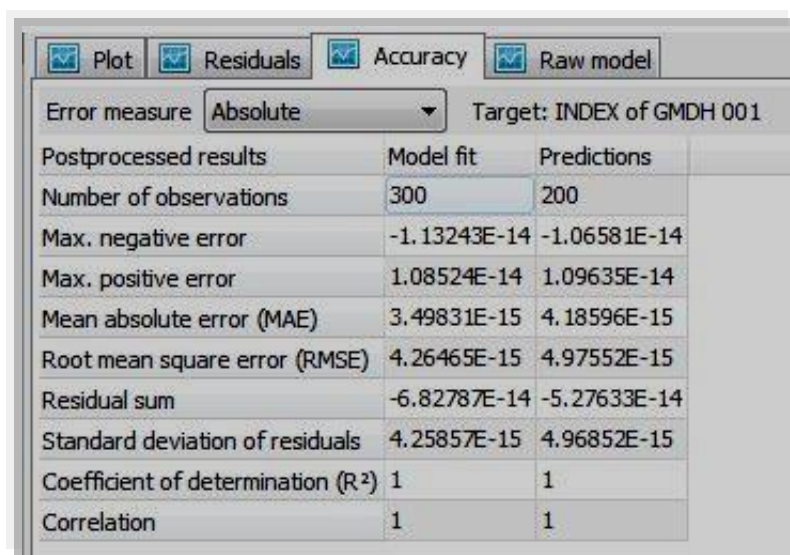 Plot Residuals Accuracy Raw model
Error measure Absolute Target: INDEX of GMDH 001
Postprocessed results Model fit Predictions
Number of observations 300 200
Max. negative error -1.13243E-14 -1.06581E-14
Max. positive error 1.08524E-14 1.09635E-14
Mean absolute error (MAE) 3.49831E-15 4.18596E-15
Root mean square error (RMSE) 4.26465E-15 4.97552E-15
Residual sum -6.82787E-14 -5.27633E-14
Standard deviation of residuals 4.25857E-15 4.96852E-15
Coefficient of determination (R²) 1 1
Correlation 1 1